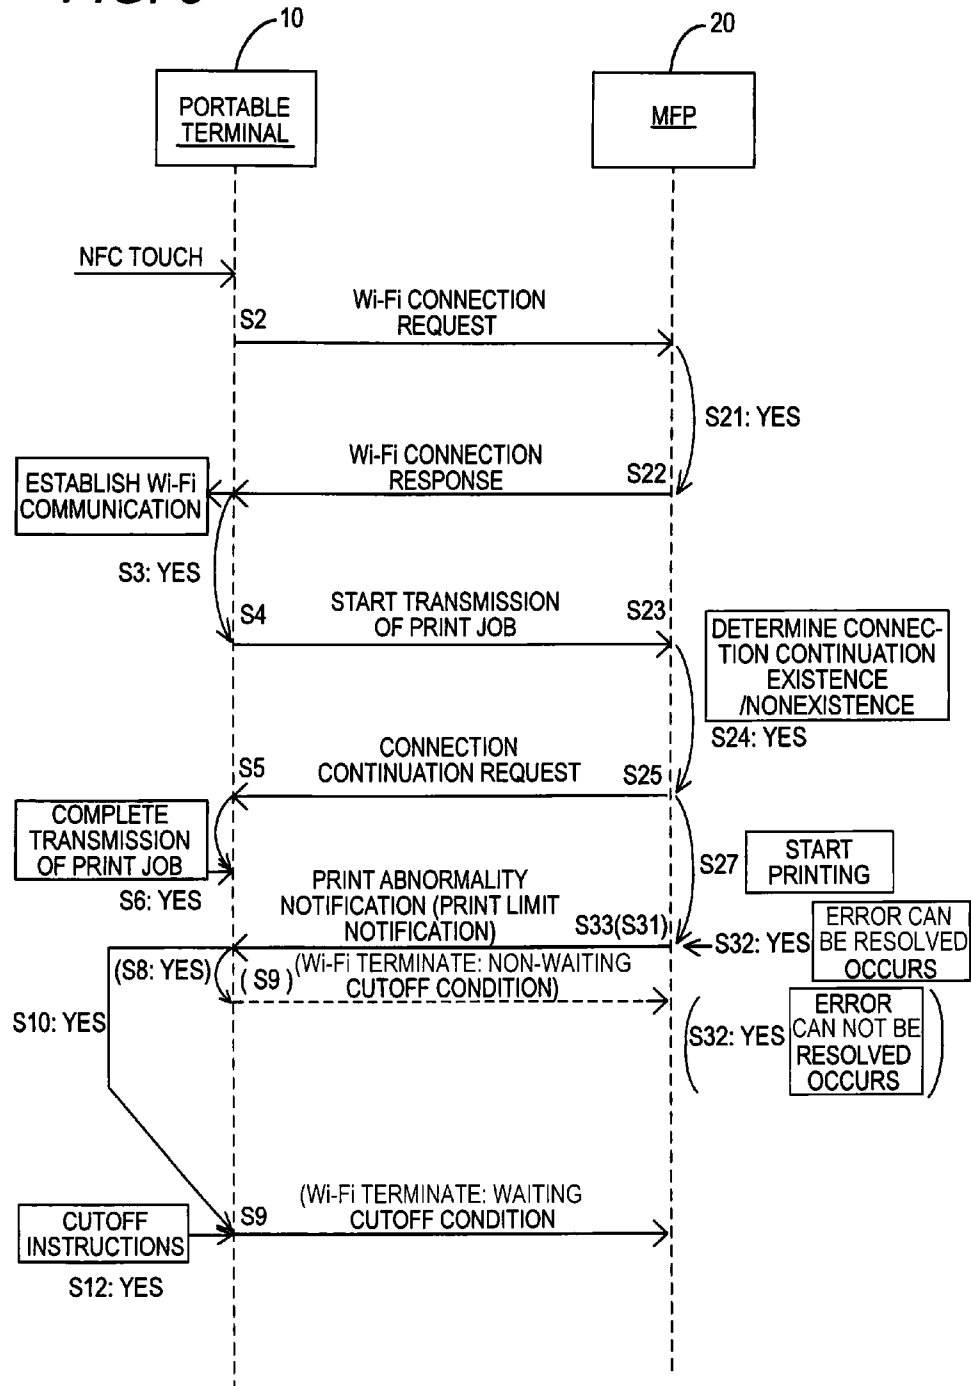 10
20
PORTABLE
TERMINAL
MFP
NFC TOUCH
S2
Wi-Fi CONNECTION
REQUEST
S21: YES
Wi-Fi CONNECTION
RESPONSE
S22
ESTABLISH Wi-Fi
COMMUNICATION
S3: YES
S4
START TRANSMISSION
OF PRINT JOB
S23
DETERMINE CONNEC-
TION CONTINUATION
EXISTENCE
/NONEXISTENCE
S24: YES
S5
CONNECTION
CONTINUATION REQUEST
S25
COMPLETE
TRANSMISSION
OF PRINT JOB
S6: YES
S27
START
PRINTING
PRINT ABNORMALITY
NOTIFICATION (PRINT LIMIT
NOTIFICATION)
S33(S31)
S32: YES
ERROR CAN
BE RESOLVED
OCCURS
(S8: YES)
(S9)
(Wi-Fi TERMINATE: NON-WAITING
CUTOFF CONDITION)
S10: YES
(S32: YES
ERROR
CAN NOT BE
RESOLVED
OCCURS)
S9
(Wi-Fi TERMINATE: WAITING
CUTOFF CONDITION
CUTOFF
INSTRUCTIONS
S12: YES